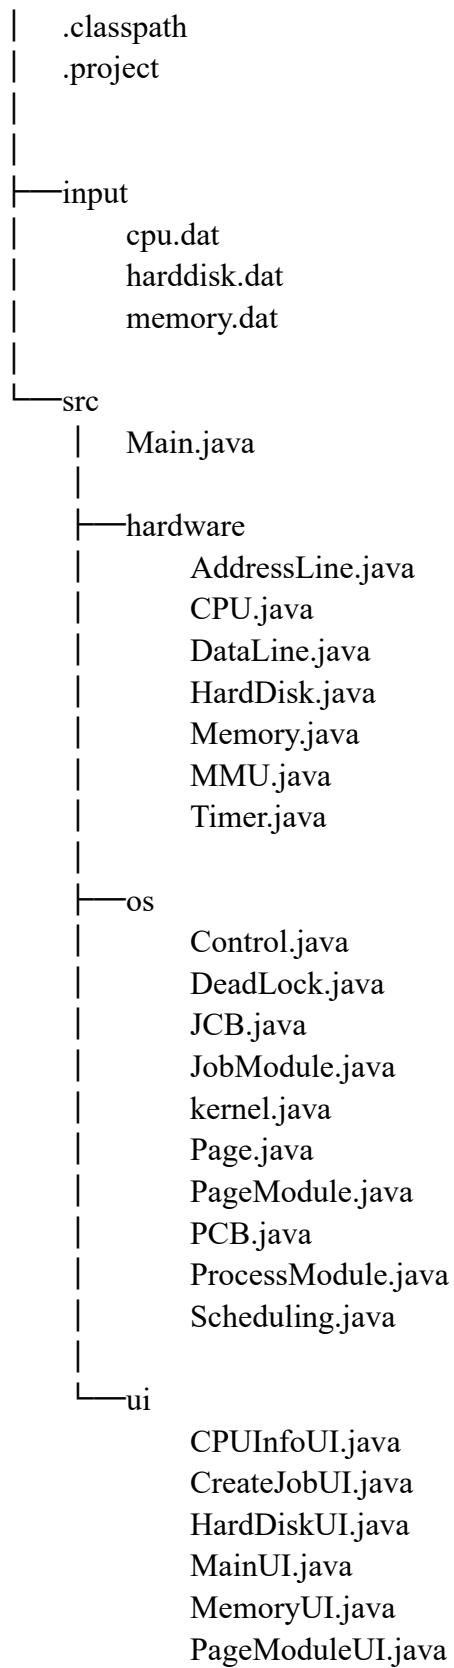 .classpath
.project
input
cpu.dat
harddisk.dat
memory.dat
src
Main.java
hardware
AddressLine.java
CPU.java
DataLine.java
HardDisk.java
Memory.java
MMU.java
Timer.java
os
Control.java
DeadLock.java
JCB.java
JobModule.java
kernel.java
Page.java
PageModule.java
PCB.java
ProcessModule.java
Scheduling.java
ui
CPUInfoUI.java
CreateJobUI.java
HardDiskUI.java
MainUI.java
MemoryUI.java
PageModuleUI.java